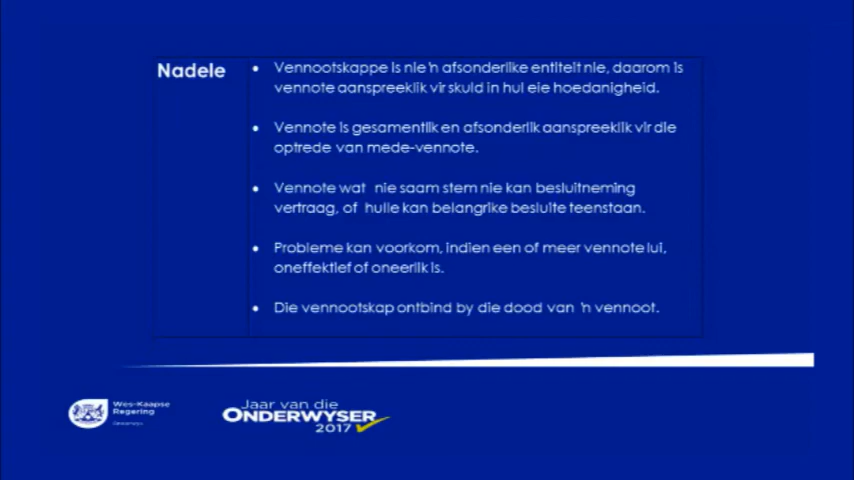 Nadele
• Vennootskappe is nie 'n afsonderlike entiteit nie, daarom is
vennote aanspreeklik vir skuld in hul eie hoedanigheid.
• Vennote is gesamentlik en afsonderlik aanspreeklik vir die
optrede van mede-vennote.
• Vennote wat nie saam stem nie kan besluitneming
vertraag, of hulle kan belangrike besluite teenstaan.
• Probleme kan voorkom, indien een of meer vennote lui,
oneffektief of oneerlik is.
• Die vennootskap ontbind by die dood van 'n vennoot.
Wes-Kaapse
Regering
Jaar van die
ONDERWYSER
2017